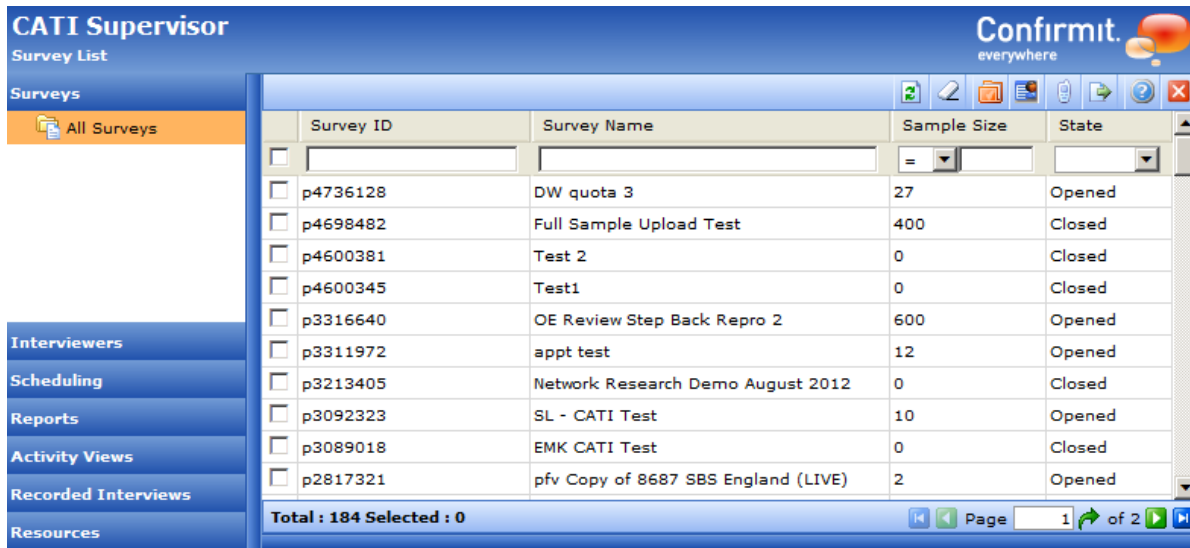 CATI Supervisor
Survey List
Confirmit.
everywhere
Surveys
All Surveys
Survey ID Survey Name Sample Size State
=
p4736128 DW quota 3 27 Opened
p4698482 Full Sample Upload Test 400 Closed
p4600381 Test 2 0 Closed
p4600345 Test1 0 Closed
p3316640 OE Review Step Back Repro 2 600 Opened
p3311972 appt test 12 Opened
p3213405 Network Research Demo August 2012 0 Closed
p3092323 SL - CATI Test 10 Opened
p3089018 EMK CATI Test 0 Closed
p2817321 pfv Copy of 8687 SBS England (LIVE) 2 Opened
Interviewers
Scheduling
Reports
Activity Views
Recorded Interviews
Resources
Total : 184 Selected : 0 Page 1 of 2